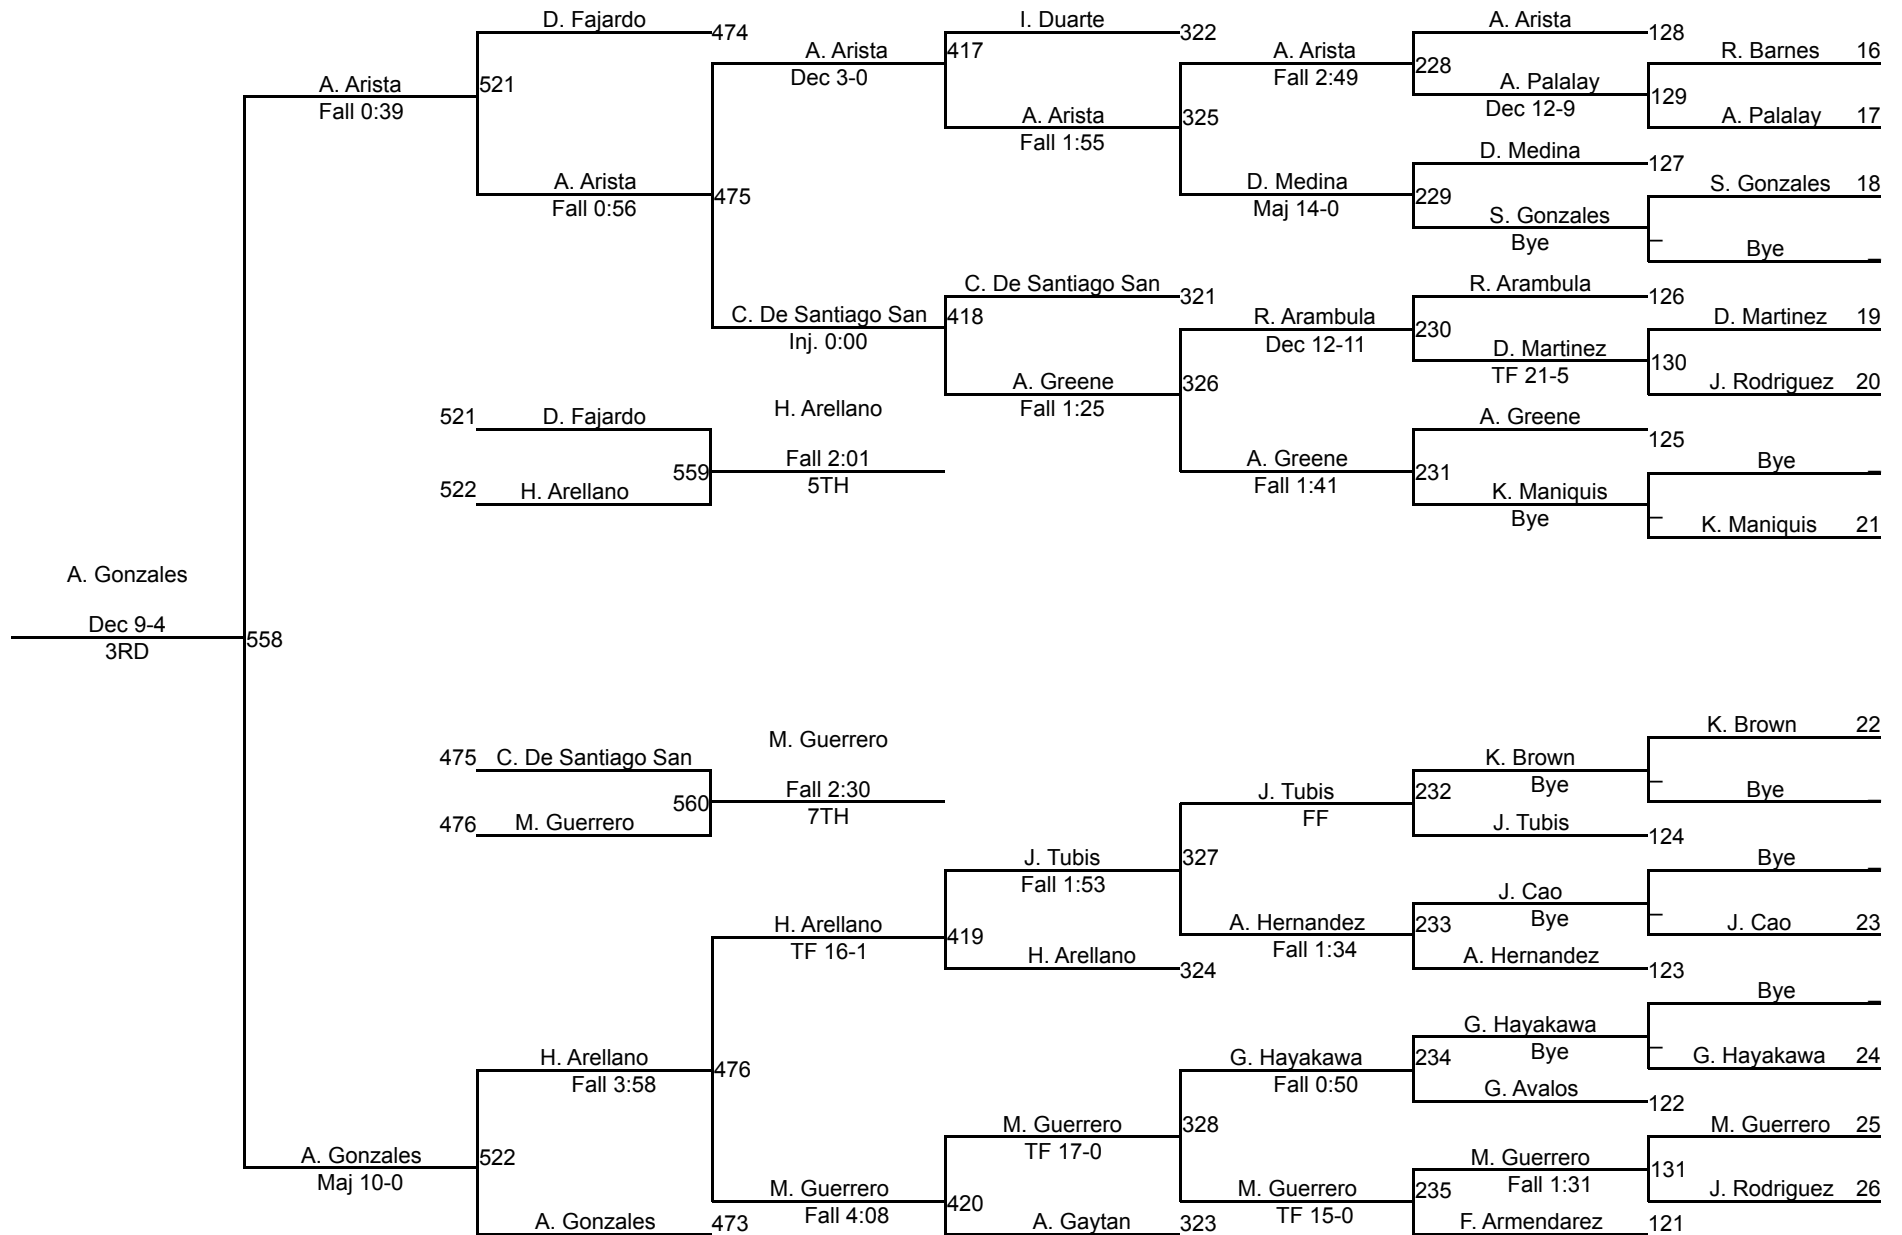 D. Fajardo
474
I. Duarte
322
A. Arista
128
A. Arista
Dec 3-0
417
A. Arista
Fall 2:49
228
R. Barnes 16
A. Arista
Fall 0:39
521
A. Palalay
Dec 12-9
129
A. Arista
Fall 1:55
325
A. Palalay 17
D. Medina
127
A. Arista
Fall 0:56
475
D. Medina
Maj 14-0
229
S. Gonzales 18
S. Gonzales
Bye
_
Bye _
C. De Santiago San
321
R. Arambula
126
C. De Santiago San
Inj. 0:00
418
R. Arambula
Dec 12-11
230
D. Martinez 19
D. Martinez
TF 21-5
130
A. Greene
Fall 1:25
326
J. Rodriguez 20
521
D. Fajardo
H. Arellano
A. Greene
125
559
Fall 2:01
5TH
A. Greene
Fall 1:41
231
Bye _
522
H. Arellano
K. Maniquis
Bye
_
K. Maniquis 21
A. Gonzales
Dec 9-4
3RD
558
K. Brown 22
475
C. De Santiago San
M. Guerrero
K. Brown
Bye
_
560
Fall 2:30
7TH
J. Tubis
FF
232
Bye _
476
M. Guerrero
J. Tubis
124
J. Tubis
Fall 1:53
327
Bye _
J. Cao
Bye
_
H. Arellano
TF 16-1
419
A. Hernandez
Fall 1:34
233
J. Cao 23
H. Arellano
324
A. Hernandez
123
Bye _
G. Hayakawa
Bye
_
H. Arellano
Fall 3:58
476
G. Hayakawa
Fall 0:50
234
G. Hayakawa 24
G. Avalos
122
M. Guerrero
TF 17-0
328
M. Guerrero 25
A. Gonzales
Maj 10-0
522
M. Guerrero
Fall 1:31
131
M. Guerrero
Fall 4:08
420
M. Guerrero
TF 15-0
235
J. Rodriguez 26
A. Gonzales
473
A. Gaytan
323
F. Armendarez
121